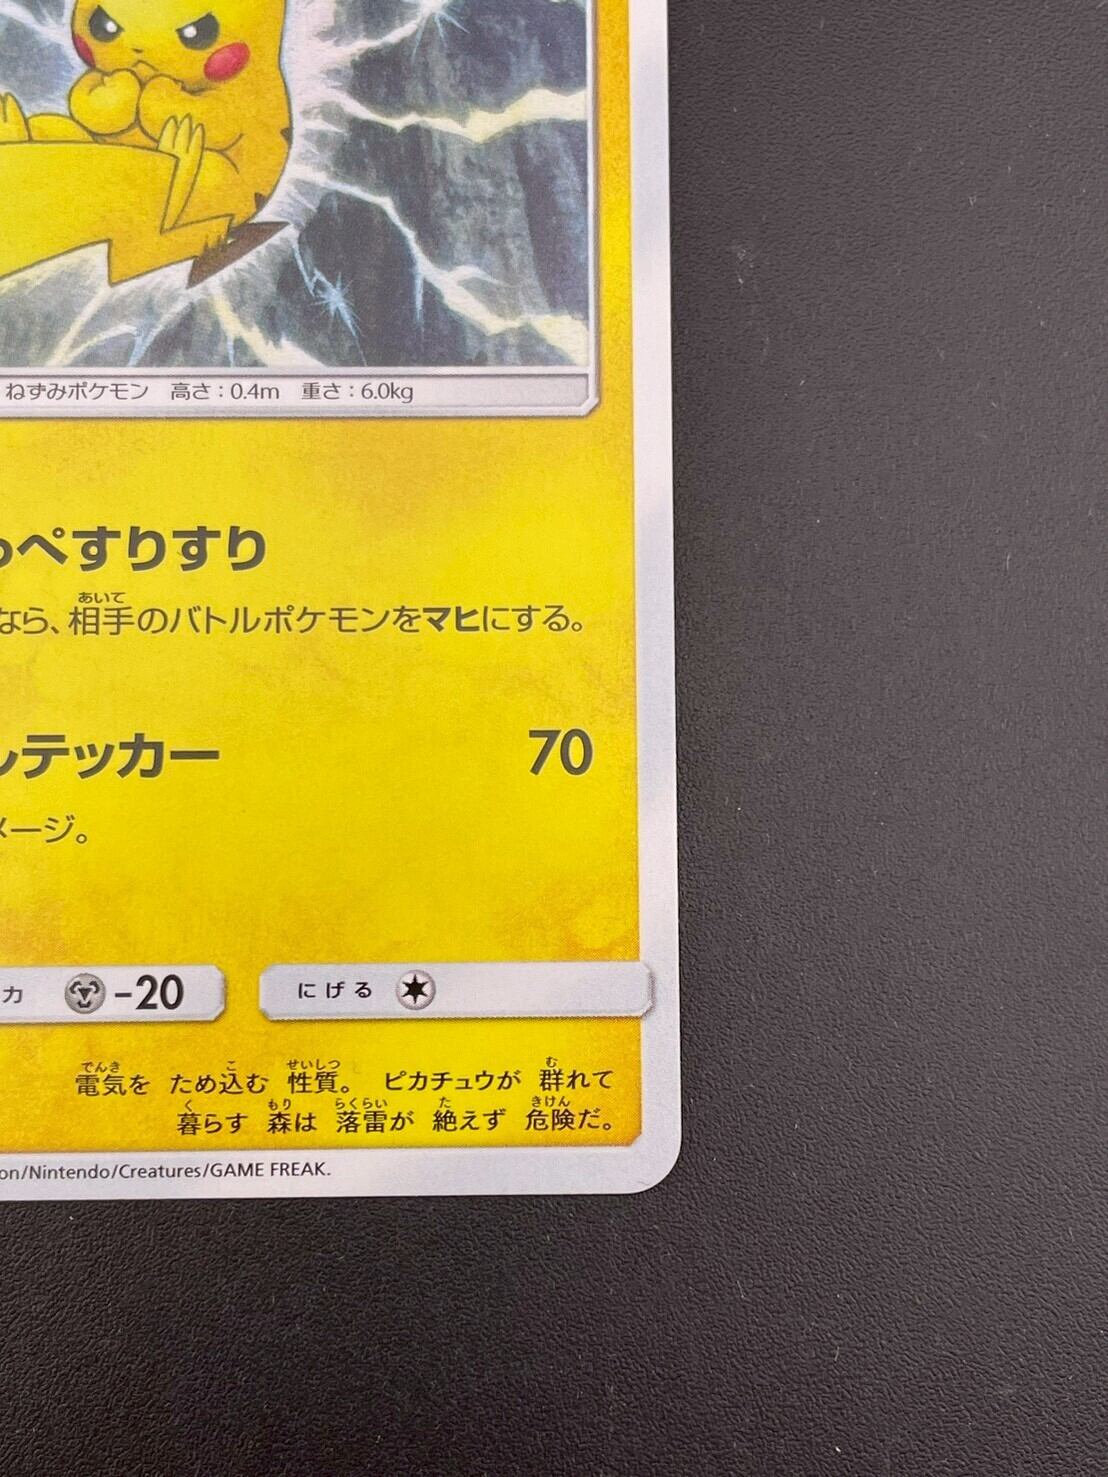 ねずみポケモン 高さ:0.4m 重さ:6.0kg
ぺすりすり
なら、相手のバトルポケモンをマヒにする。
あいて
テッカー 70
メージ。
カ -20 にげる
電気を ため込む 性質。 ピカチュウが 群れて
でんき こ せいしつ む
暮らす 森は 落雷が 絶えず 危険だ。
く もり らくらい た きけん
on/Nintendo/Creatures/GAME FREAK.